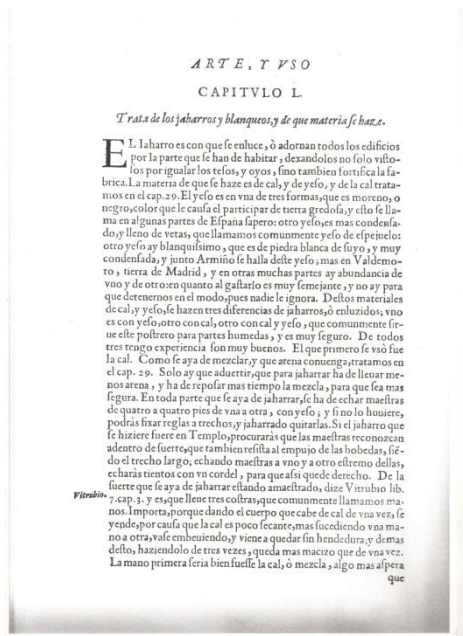 ARTE, Y VSO
CAPITVLO L.
Trata de los jaharros y blanqueos, y de que materia se haze.
EL Iaharro es con que se enluce, ò adornan todos los edificios
por la parte que se han de habitar, dexandolos no solo visto-
sos por igualar los tesos, y oyos, sino tambien fortifica la fa-
brica. La materia de que se haze es de cal, y de yeso, y de la cal trata-
mos en el cap. 29. El yeso es en vna de tres formas, que es moreno, o
negro, color que le causa el participar de tierra gredosa, y esto se lla-
ma en algunas partes de España sapero: otro yeso, es mas condensa-
do, y lleno de vetas, que llamamos comunmente yeso de espejuelo:
otro yeso ay blanquissimo, que es de piedra blanca de suyo, y muy
condensada, y junto Armiño se halla deste yeso; mas en Valdemo-
ro, tierra de Madrid, y en otras muchas partes ay abundancia de
vno y de otro: en quanto al gastarlo es muy semejante, y no ay para
que detenernos en el modo, pues nadie le ignora. Destos materiales
de cal, y yeso, se hazen tres diferencias de jaharros, ò enluzidos; vno
es con yeso, otro con cal, otro con cal y yeso, que comunmente sir-
ue este postrero para partes humedas, y es muy seguro. De todos
tres tengo experiencia son muy buenos. El que primero se vsò fue
la cal. Como se aya de mezclar, y que arena conuenga, tratamos en
el cap. 29. Solo ay que aduertir, que para jaharrar ha de lleuar me-
nos arena, y ha de reposar mas tiempo la mezcla, para que sea mas
segura. En toda parte que se aya de jaharrar, se ha de echar maestras
de quatro a quatro pies de vna a otra, con yeso; y si no lo huuiere,
podràs fixar reglas a trechos, y jaharrado quitarlas. Si el jaharro que
se hiziere fuere en Templo, procuraràs que las maestras reconozcan
adentro de suerte, que tambien resista al empujo de las bobedas, siē-
do el trecho largo; echando maestras a vno y a otro estremo dellas,
echaràs tientos con vn cordel, para que assi quede derecho. De la
suerte que se aya de jaharrar estando amaestrado, dize Vitrubio lib.
Vitrubio. 7. cap. 3. y es, que lleue tres costras, que comunmente llamamos ma-
nos. Importa, porque dando el cuerpo que cabe de cal de vna vez, se
yende, por causa que la cal es poco secante, mas sucediendo vna ma-
no a otra, vase embeuiendo, y viene a quedar sin hendedura; y demas
desto, haziendolo de tres vezes, queda mas macizo que de vna vez.
La mano primera seria bien fuesse la cal, ò mezcla, algo mas aspera
que